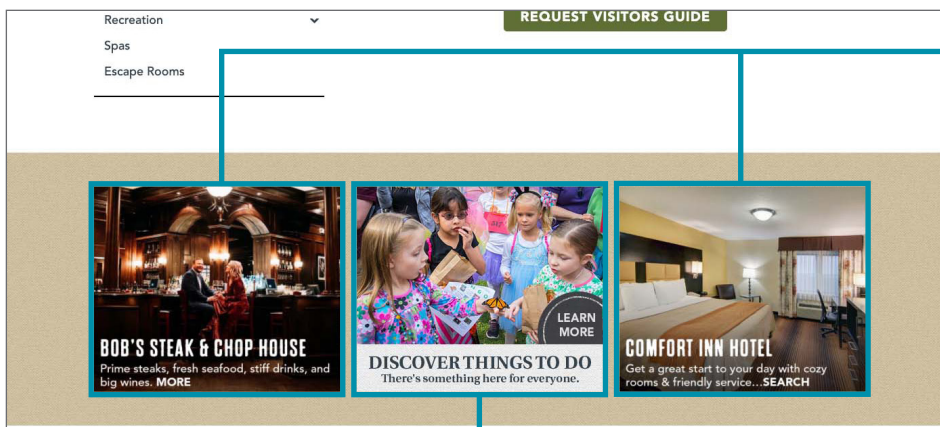 Recreation
Spas
Escape Rooms
REQUEST VISITORS GUIDE
BOB'S STEAK & CHOP HOUSE
Prime steaks, fresh seafood, stiff drinks, and
big wines. MORE
LEARN
MORE
DISCOVER THINGS TO DO
There's something here for everyone.
COMFORT INN HOTEL
Get a great start to your day with cozy
rooms & friendly service...SEARCH